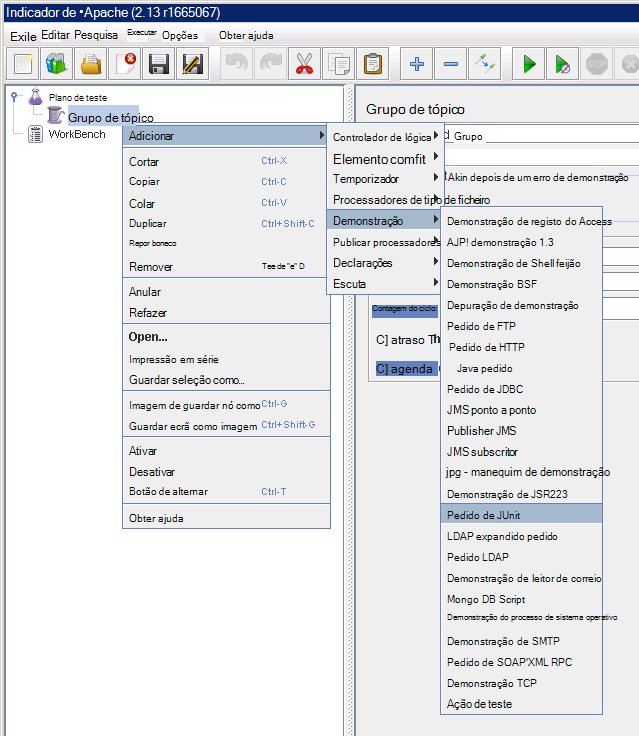 Indicador de •Apache (2.13 r1665067)
Exile Editar Pesquisa Executar Opções Obter ajuda
STOP
Plano de teste
Grupo de tópico
WorkBench
Grupo de tópico
Adicionar
Cortar Ctrl-X
Copiar Ctrl-C
Colar Ctrl-V
Duplicar Ctrl+Shift-C
Repor boneco
Remover Tee de "e" D
Anular
Refazer
Open...
Impressão em série
Guardar seleção como...
Imagem de guardar nó como Ctrl-G
Guardar ecrã como imagem Ctrl+Shift-G
Ativar
Desativar
Botão de alternar Ctrl-T
Obter ajuda
Controlador de lógica
Elemento comfit
Temporizador
Processadores de tipo de ficheiro
Demonstração
Publicar processadores
Declarações
Escuta
Grupo
Akin depois de um erro de demonstração
Contagem do ciclo
C] atraso Th
C] agenda
Demonstração de registo do Access
AJP! demonstração 1.3
Demonstração de Shell feijão
Demonstração BSF
Depuração de demonstração
Pedido de FTP
Pedido de HTTP
Java pedido
Pedido de JDBC
JMS ponto a ponto
Publisher JMS
JMS subscritor
jpg - manequim de demonstração
Demonstração de JSR223
Pedido de JUnit
LDAP expandido pedido
Pedido LDAP
Demonstração de leitor de correio
Mongo DB Script
Demonstração do processo de sistema operativo
Demonstração de SMTP
Pedido de SOAP'XML RPC
Demonstração TCP
Ação de teste